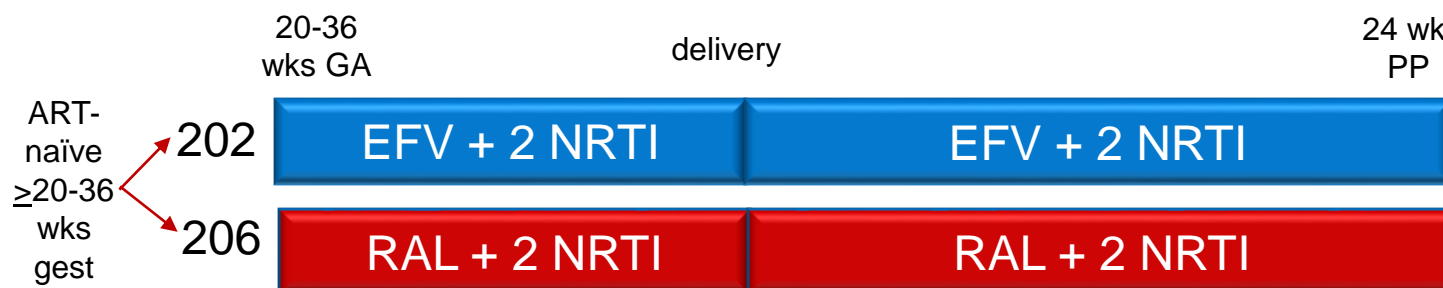 20-36
wks GA
delivery
24 wk
PP
ART-
naïve
≥20-36
wks
gest
202
EFV + 2 NRTI
EFV + 2 NRTI
206
RAL + 2 NRTI
RAL + 2 NRTI